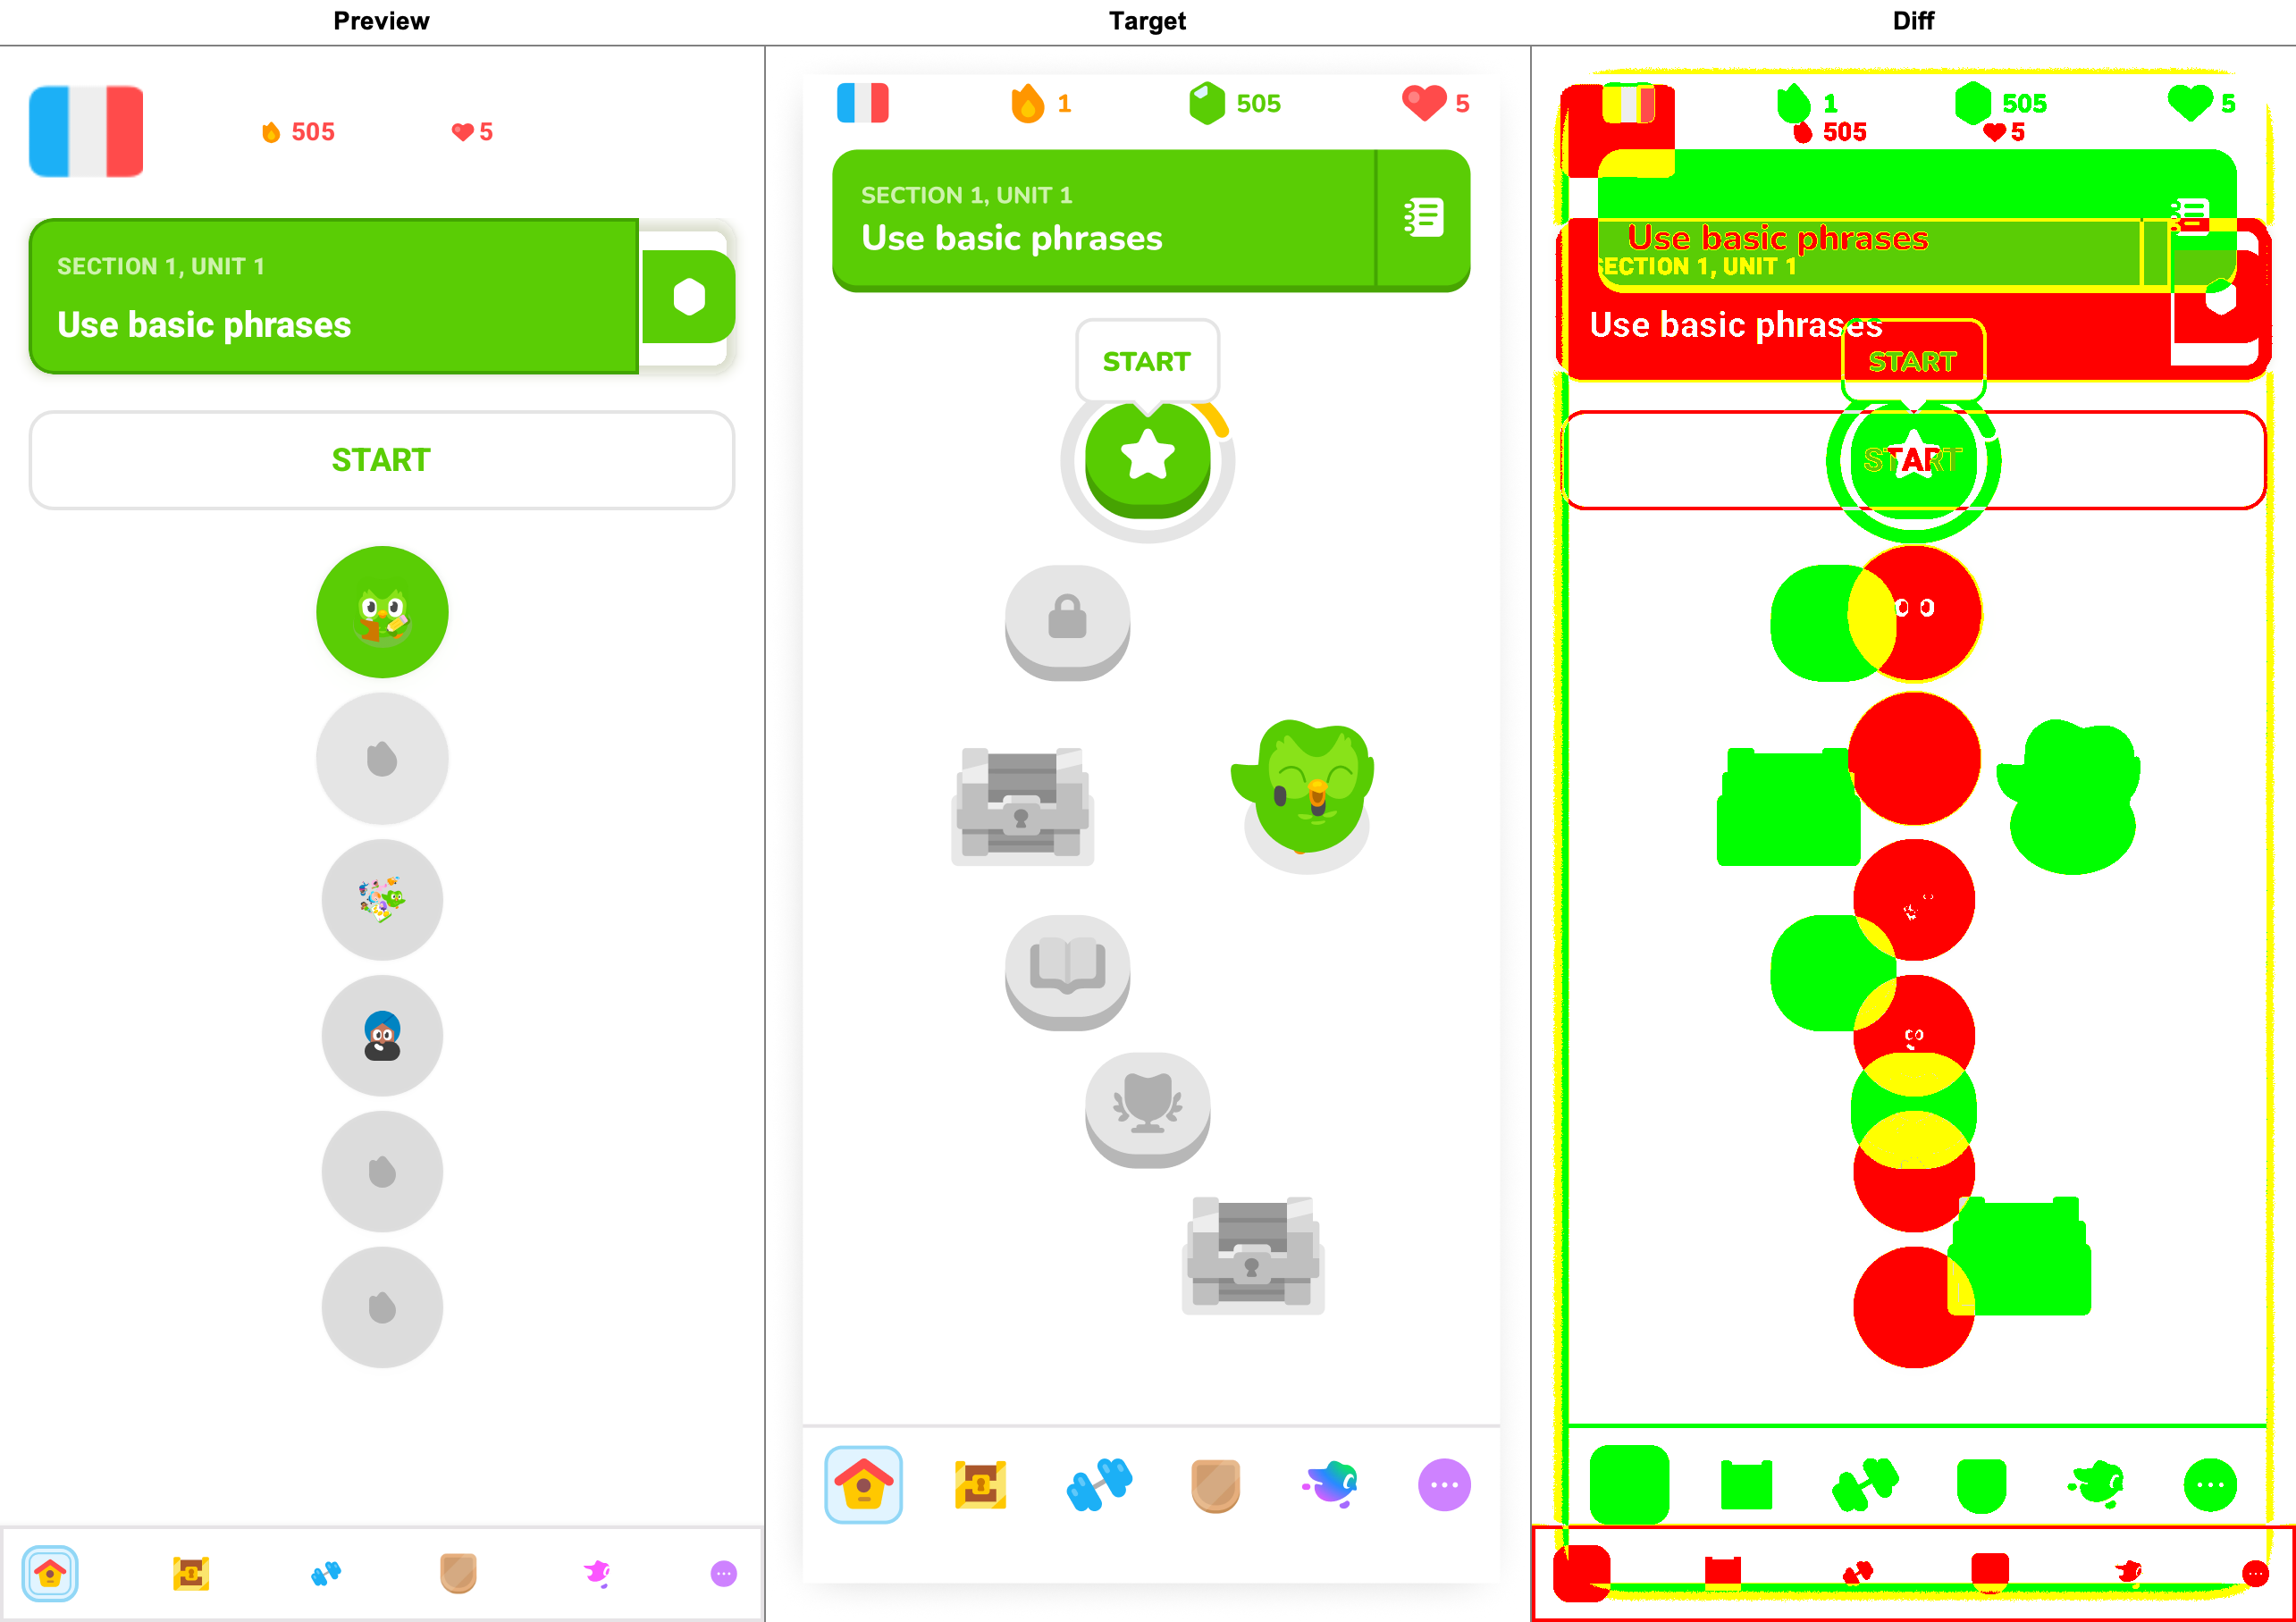 Preview
Target
Diff
505
5
SECTION 1, UNIT 1
Use basic phrases
START
1
505
5
SECTION 1, UNIT 1
Use basic phrases
START
1
505
5
505
5
Use basic phrases
SECTION 1, UNIT 1
Use basic phrases
START
START